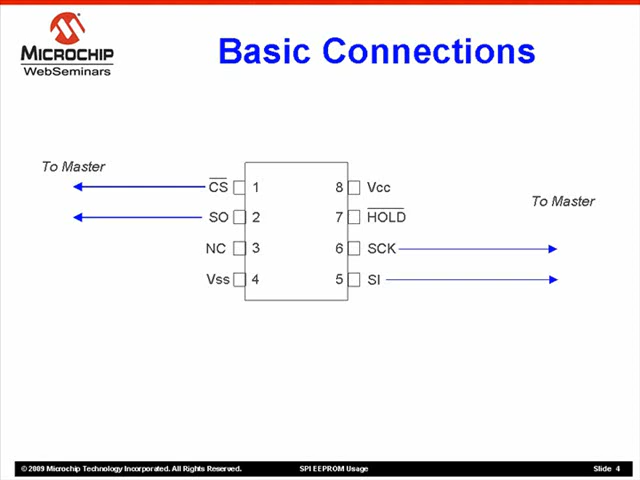 MICROCHIP
WebSeminars
Basic Connections
To Master
To Master
CS 1 8 Vcc
SO 2 7 HOLD
NC 3 6 SCK
Vss 4 5 SI
© 2009 Microchip Technology Incorporated. All Rights Reserved. SPI EEPROM Usage Slide 4